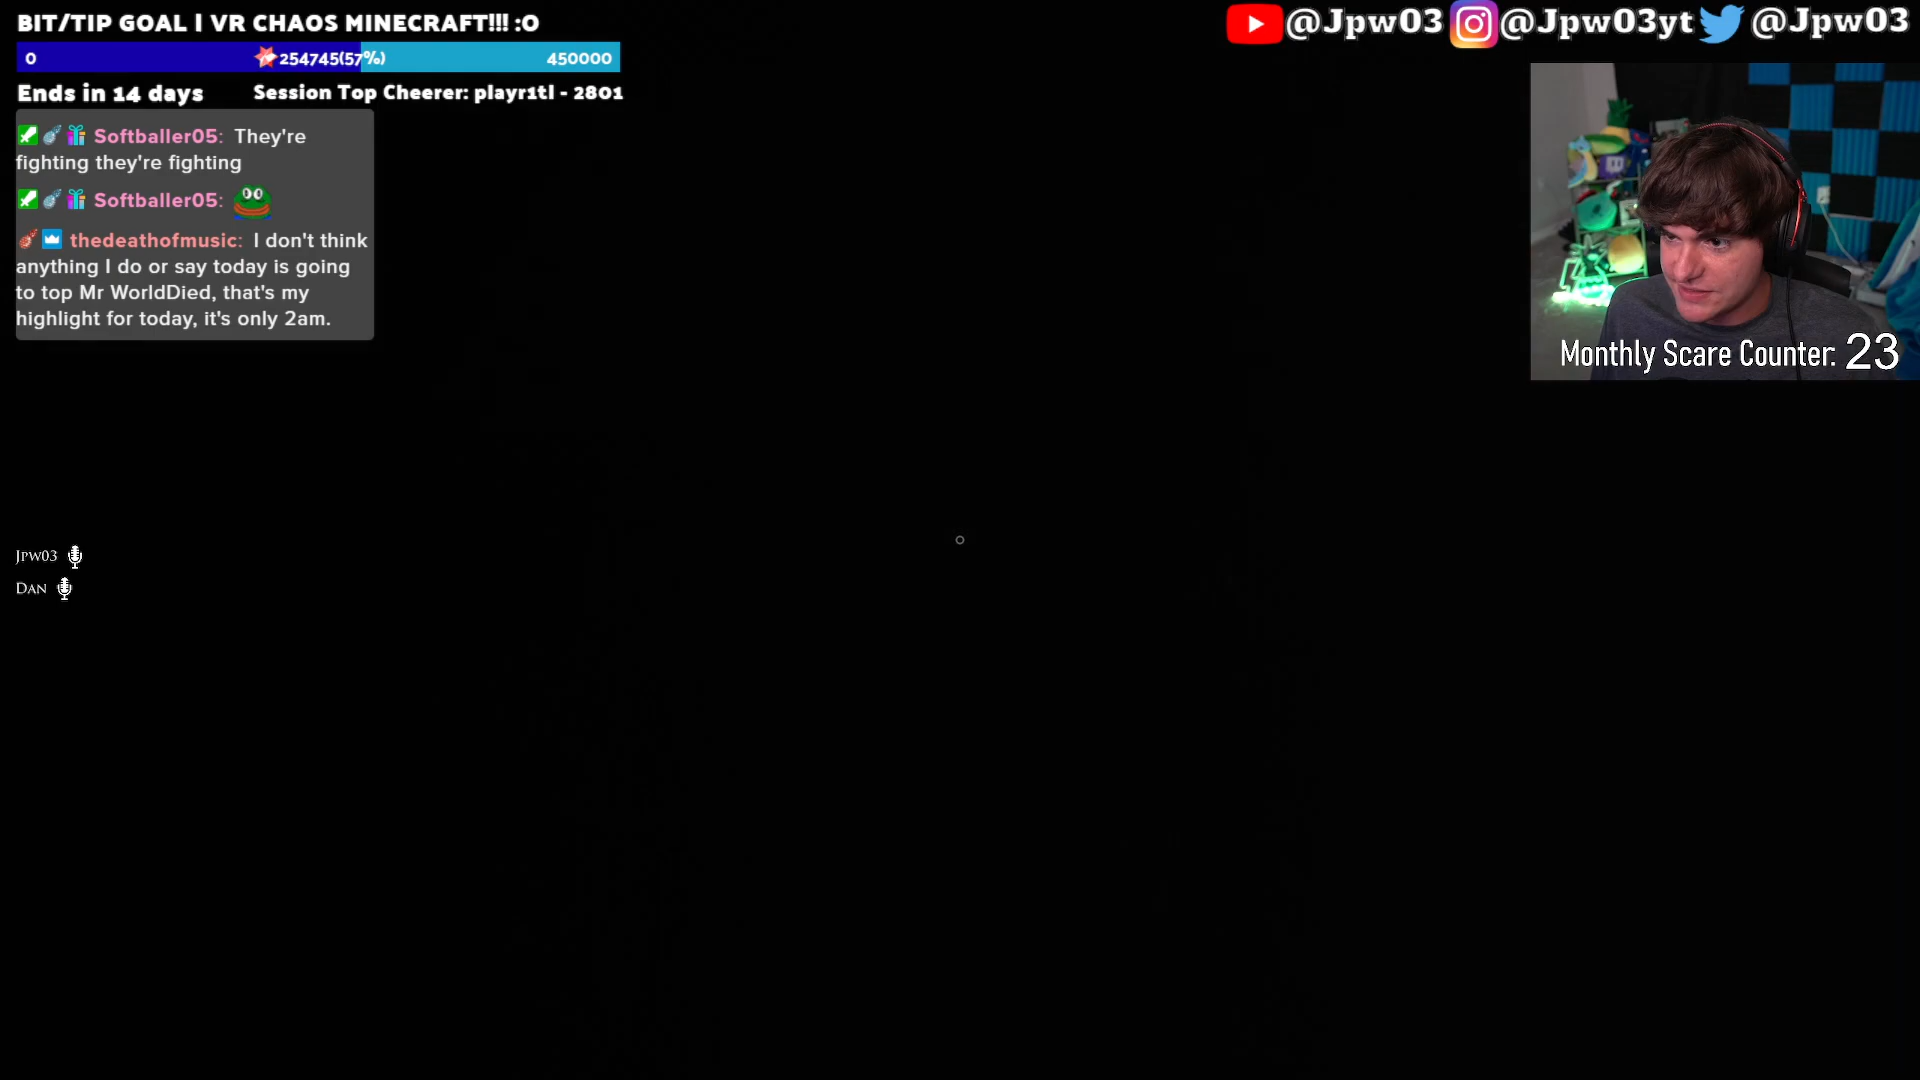 BIT/TIP GOAL | VR CHAOS MINECRAFT!!! :O
0 254745(57%) 450000
Ends in 14 days Session Top Cheerer: playr1tl - 2801
Softballer05: They're
fighting they're fighting
Softballer05:
thedeathofmusic: I don't think
anything I do or say today is going
to top Mr WorldDied, that's my
highlight for today, it's only 2am.
@Jpw03 @Jpw03yt @Jpw03
Monthly Scare Counter: 23
Jpw03
Dan